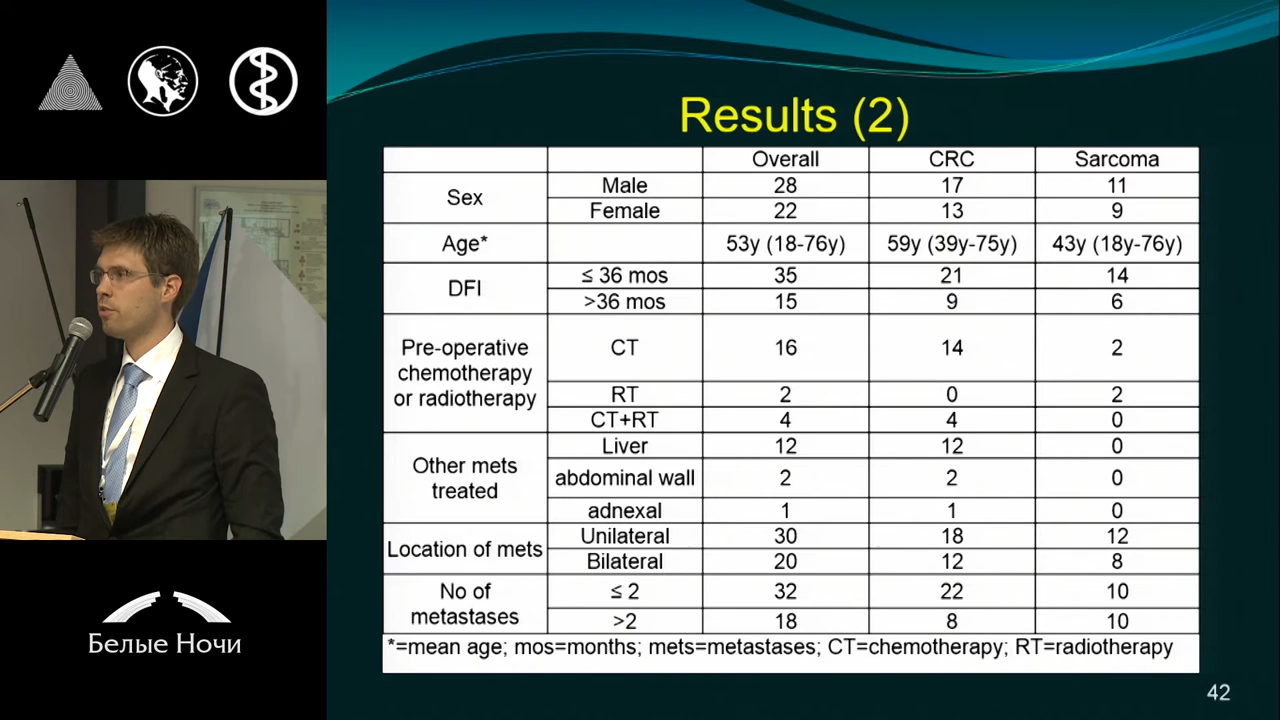 Белые Ночи
Results (2)
Overall CRC Sarcoma
Sex Male 28 17 11
Female 22 13 9
Age* 53y (18-76y) 59y (39y-75y) 43y (18y-76y)
DFI ≤ 36 mos 35 21 14
>36 mos 15 9 6
Pre-operative chemotherapy or radiotherapy CT 16 14 2
RT 2 0 2
CT+RT 4 4 0
Other mets treated Liver 12 12 0
abdominal wall 2 2 0
adnexal 1 1 0
Location of mets Unilateral 30 18 12
Bilateral 20 12 8
No of metastases ≤ 2 32 22 10
>2 18 8 10
*=mean age; mos=months; mets=metastases; CT=chemotherapy; RT=radiotherapy
42